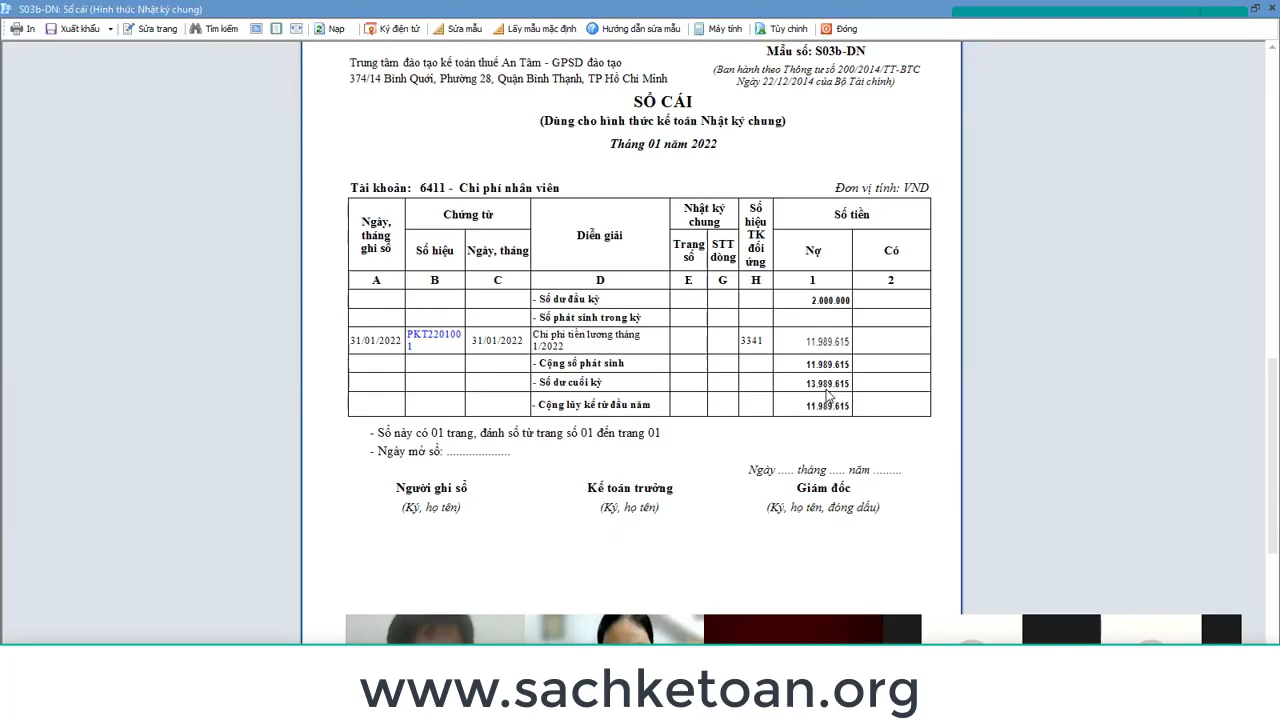 S03b-DN: Sổ cái (Hình thức Nhật ký chung)
In Xuất khẩu Sửa trang Tìm kiếm Nạp Ký điện tử Sửa mẫu Lấy mẫu mặc định Hướng dẫn sửa mẫu Máy tính Tùy chỉnh Đóng
Trung tâm đào tạo kế toán thuế An Tâm - GPSD đào tạo
374/14 Bình Quới, Phường 28, Quận Bình Thạnh, TP Hồ Chí Minh
Mẫu số: S03b-DN
(Ban hành theo Thông tư số 200/2014/TT-BTC
Ngày 22/12/2014 của Bộ Tài chính)
SỔ CÁI
(Dùng cho hình thức kế toán Nhật ký chung)
Tháng 01 năm 2022
Tài khoản: 6411 - Chi phí nhân viên
Đơn vị tính: VND
Ngày, tháng ghi sổ
Chứng từ
Số hiệu
Ngày, tháng
Diễn giải
Nhật ký chung
Trang số
STT dòng
Số hiệu TK đối ứng
Số tiền
Nợ
Có
A B C D E G H 1 2
- Số dư đầu kỳ 2.000.000
- Số phát sinh trong kỳ
31/01/2022 PKT2201001 31/01/2022 Chi phí tiền lương tháng 1/2022 3341 11.989.615
- Cộng số phát sinh 11.989.615
- Số dư cuối kỳ 13.989.615
- Cộng lũy kế từ đầu năm 11.989.615
- Sổ này có 01 trang, đánh số từ trang số 01 đến trang 01
- Ngày mở sổ: ....................
Ngày ..... tháng ..... năm .........
Người ghi sổ Kế toán trưởng Giám đốc
(Ký, họ tên) (Ký, họ tên) (Ký, họ tên, đóng dấu)
www.sachketoan.org